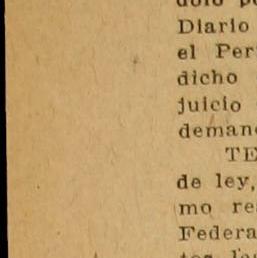 Diario
el Per
dicho
juicio
deman
TE
de ley,
mo re
Federa